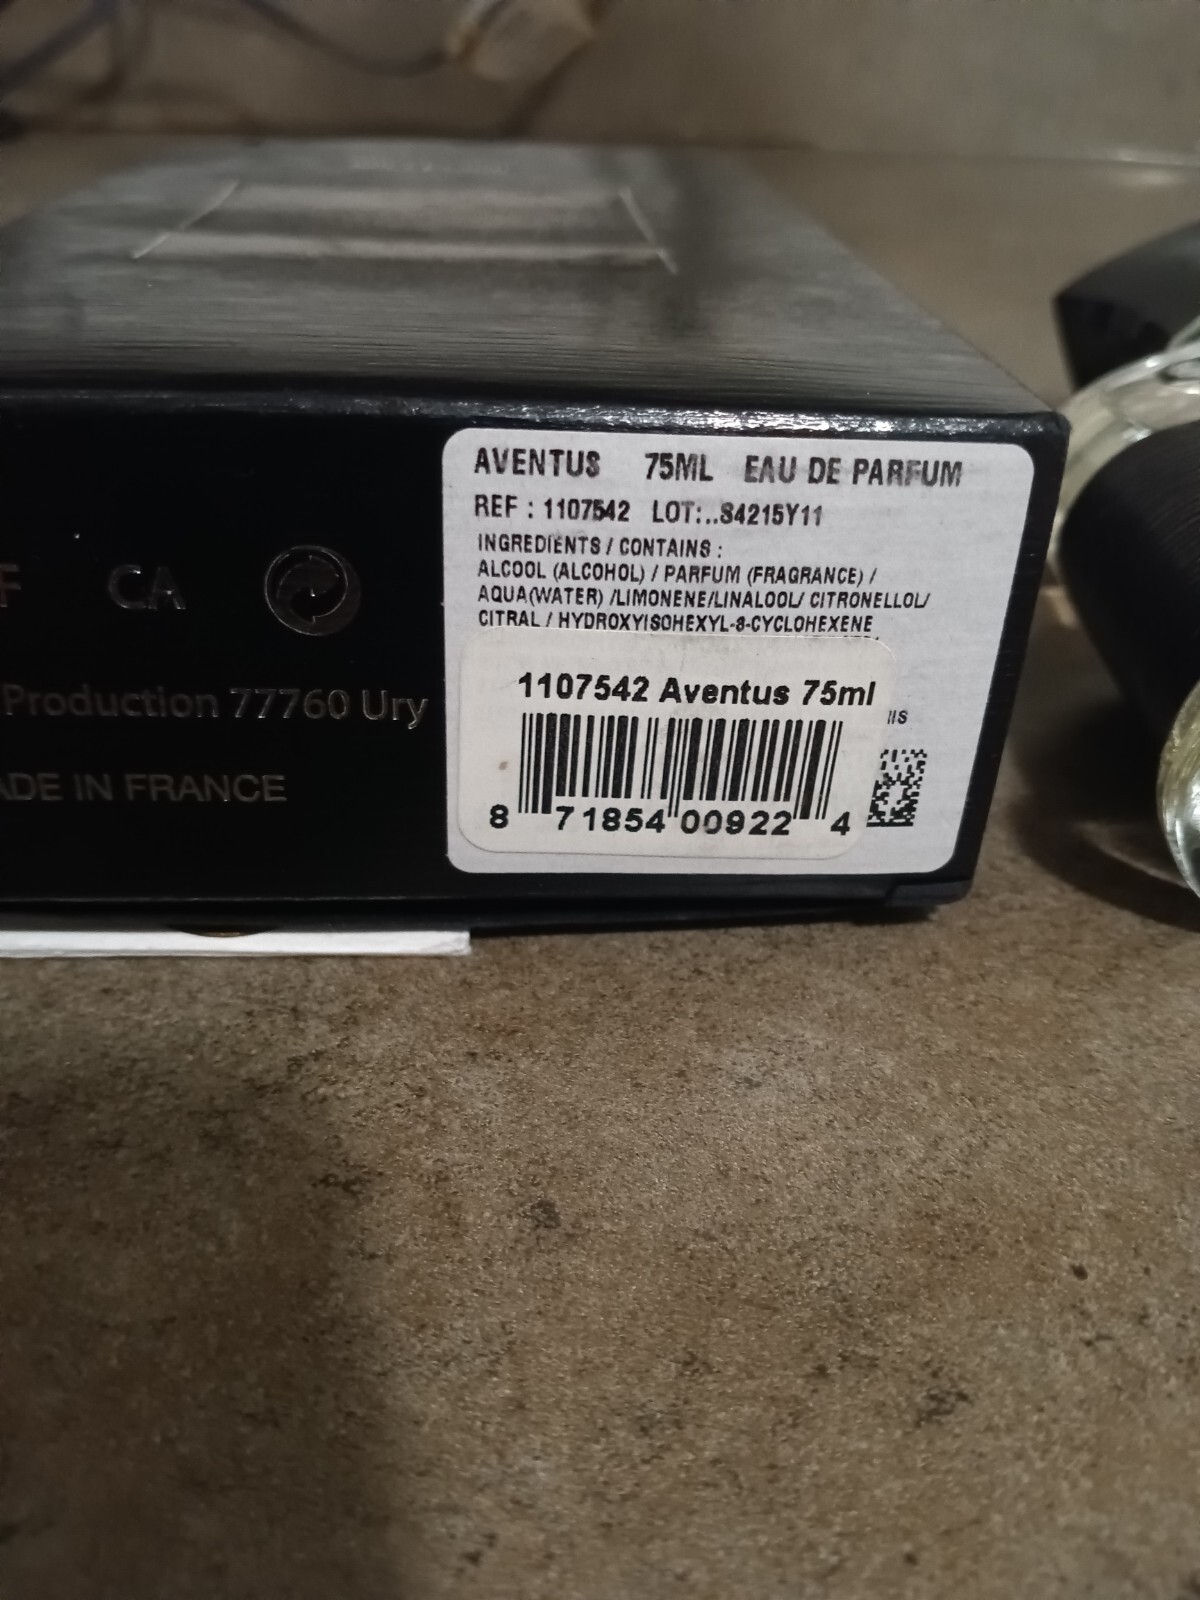 AVENTUS 75ML EAU DE PARFUM
REF : 1107542 LOT:..S4215Y11
INGREDIENTS / CONTAINS :
ALCOOL (ALCOHOL) / PARFUM (FRAGRANCE) /
AQUA(WATER) /LIMONENE/LINALOOL/ CITRONELLOL/
CITRAL / HYDROXYISOHEXYL-3-CYCLOHEXENE
CA
1107542 Aventus 75ml
Production 77760 Ury
IIS
ADE IN FRANCE
8 71854 00922 4